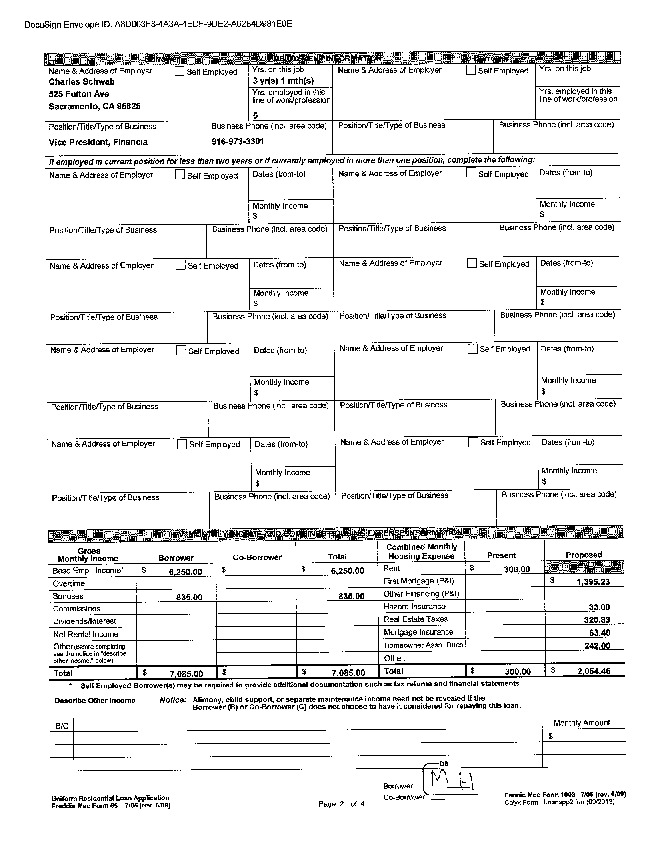 DocuSign Envelope ID:
Name & Address of Employer Self Employed Yrs. on this job Name & Address of Employer Self Employed Yrs. on this job
Charles Schwab 3 yr(s) 1 mth(s)
525 Fulton Ave Yrs. employed in this line of work/profession Yrs. employed in this line of work/profession
Sacramento, CA 95825
5
Position/Title/Type of Business Business Phone (incl. area code) Position/Title/Type of Business Business Phone (incl. area code)
Vice President, Financia 916-973-3301
If employed in current position for less than two years or if currently employed in more than one position, complete the following:
Name & Address of Employer Self Employed Dates (from-to) Name & Address of Employer Self Employed Dates (from-to)
Monthly Income Monthly Income
$ $
Position/Title/Type of Business Business Phone (incl. area code) Position/Title/Type of Business Business Phone (incl. area code)
Name & Address of Employer Self Employed Dates (from-to) Name & Address of Employer Self Employed Dates (from-to)
Monthly Income Monthly Income
$ $
Position/Title/Type of Business Business Phone (incl. area code) Position/Title/Type of Business Business Phone (incl. area code)
Name & Address of Employer Self Employed Dates (from-to) Name & Address of Employer Self Employed Dates (from-to)
Monthly Income Monthly Income
$ $
Position/Title/Type of Business Business Phone (incl. area code) Position/Title/Type of Business Business Phone (incl. area code)
Name & Address of Employer Self Employed Dates (from-to) Name & Address of Employer Self Employed Dates (from-to)
Monthly Income Monthly Income
$ $
Position/Title/Type of Business Business Phone (incl. area code) Position/Title/Type of Business Business Phone (incl. area code)
Gross Monthly Income Borrower Co-Borrower Total Combined Monthly Housing Expense Present Proposed
Base Emp. Income* $ 6,250.00 $ $ 6,250.00 Rent $ 300.00
Overtime First Mortgage (P&I) $ 1,395.23
Bonuses 835.00 835.00 Other Financing (P&I)
Commissions Hazard Insurance 33.00
Dividends/Interest Real Estate Taxes 320.83
Net Rental Income Mortgage Insurance 63.40
Other (before completing, see the notice in "describe other income," below) Homeowner Assn. Dues 242.00
Other:
Total $ 7,085.00 $ $ 7,085.00 Total $ 300.00 $ 2,054.46
* Self Employed Borrower(s) may be required to provide additional documentation such as tax returns and financial statements
Describe Other Income Notice: Alimony, child support, or separate maintenance income need not be revealed if the
Borrower (B) or Co-Borrower (C) does not choose to have it considered for repaying this loan.
B/C Monthly Amount
$
DS
Borrower MH
Co-Borrower
Uniform Residential Loan Application Fannie Mae Form 1003 7/05 (rev. 6/09)
Freddie Mac Form 65 7/05 (rev. 6/09) Page 2 of 4